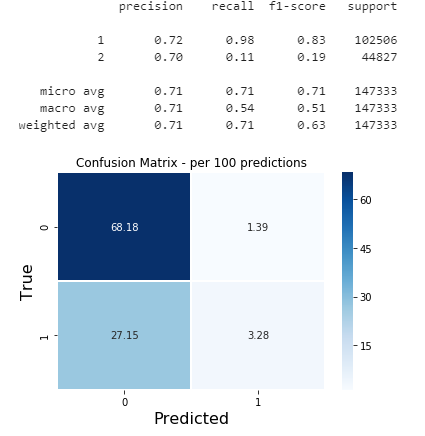 precision recall f1-score support
1 0.72 0.98 0.83 102506
2 0.70 0.11 0.19 44827
micro avg 0.71 0.71 0.71 147333
macro avg 0.71 0.54 0.51 147333
weighted avg 0.71 0.71 0.63 147333
Confusion Matrix - per 100 predictions
0 68.18 1.39
1 27.15 3.28
0 1
True
Predicted
60
45
30
15